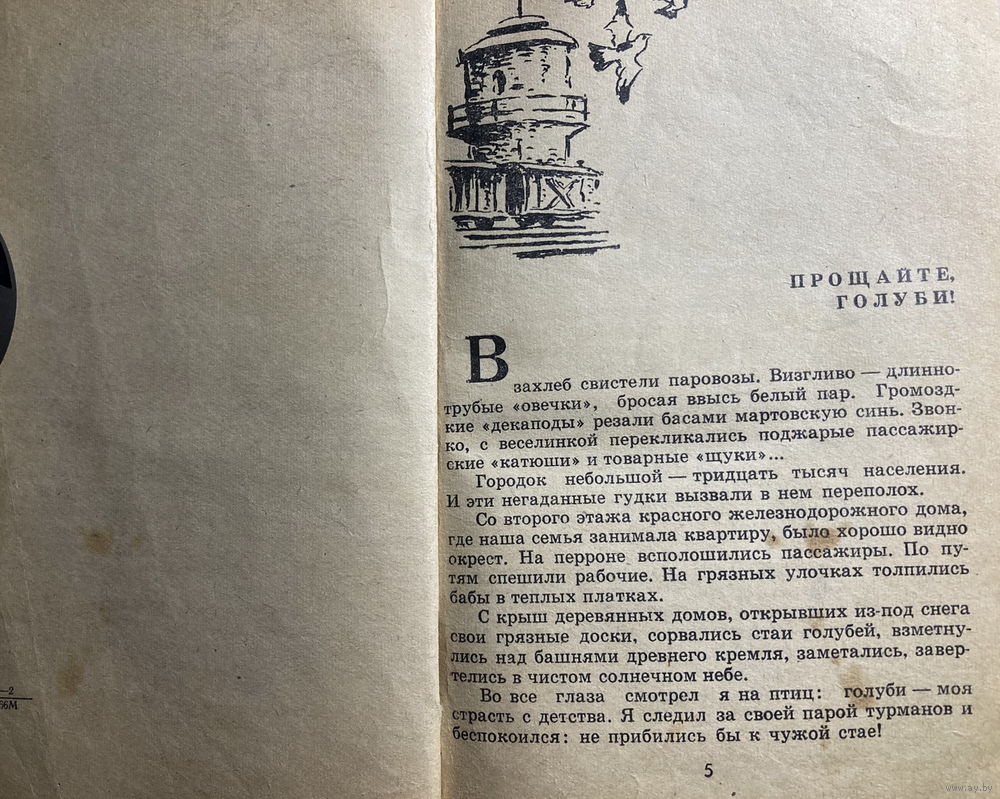 ПРОЩАЙТЕ,
ГОЛУБИ!
Взахлеб свистели паровозы. Визгливо — длинно-
трубые «овечки», бросая ввысь белый пар. Громозд-
кие «декаподы» резали басами мартовскую синь. Звон-
ко, с веселинкой перекликались поджарые пассажир-
ские «катюши» и товарные «щуки»...
Городок небольшой — тридцать тысяч населения.
И эти негаданные гудки вызвали в нем переполох.
Со второго этажа красного железнодорожного дома,
где наша семья занимала квартиру, было хорошо видно
окрест. На перроне всполошились пассажиры. По пу-
тям спешили рабочие. На грязных улочках толпились
бабы в теплых платках.
С крыш деревянных домов, открывших из-под снега
свои грязные доски, сорвались стаи голубей, взметну-
лись над башнями древнего кремля, заметались, завер-
телись в чистом солнечном небе.
Во все глаза смотрел я на птиц: голуби — моя
страсть с детства. Я следил за своей парой турманов и
беспокоился: не прибились бы к чужой стае!
5
—2
66М
www.ay.by